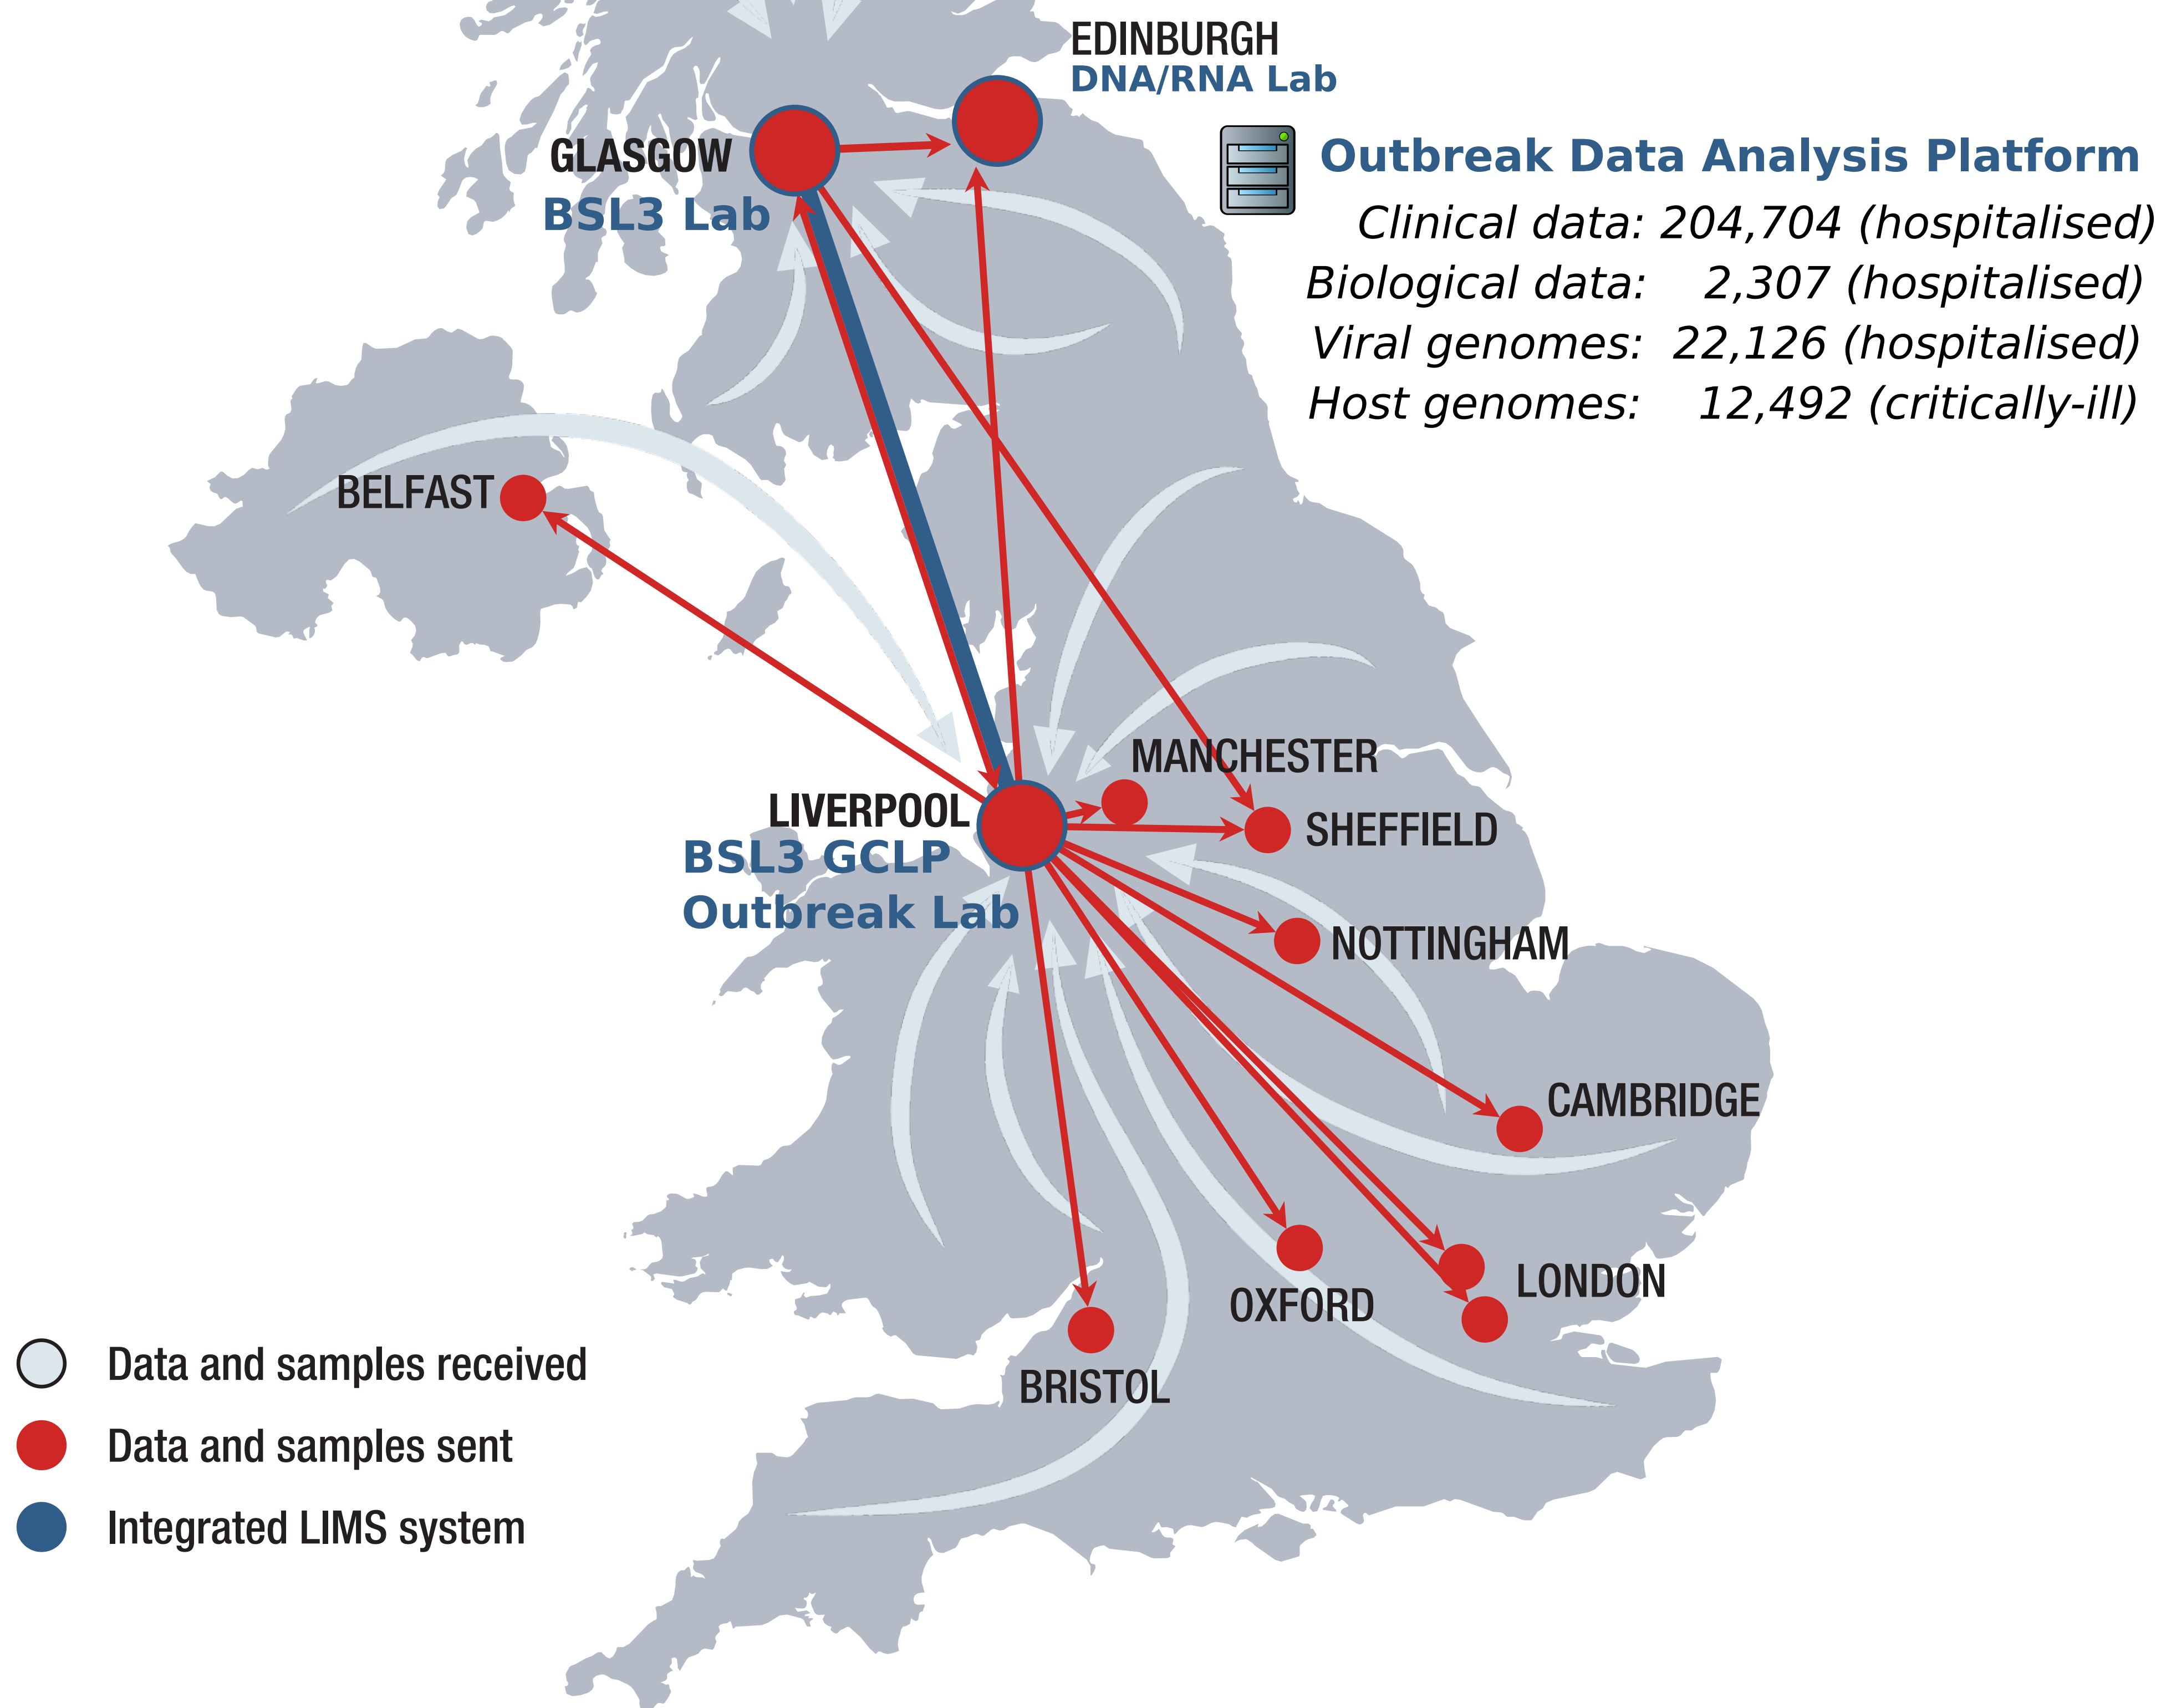 EDINBURGH
DNA/RNA Lab
GLASGOW
BSL3 Lab
Outbreak Data Analysis Platform
Clinical data: 204,704 (hospitalised)
Biological data: 2,307 (hospitalised)
Viral genomes: 22,126 (hospitalised)
Host genomes: 12,492 (critically-ill)
BELFAST
MANCHESTER
LIVERPOOL
BSL3 GCLP
Outbreak Lab
SHEFFIELD
NOTTINGHAM
CAMBRIDGE
LONDON
OXFORD
BRISTOL
Data and samples received
Data and samples sent
Integrated LIMS system